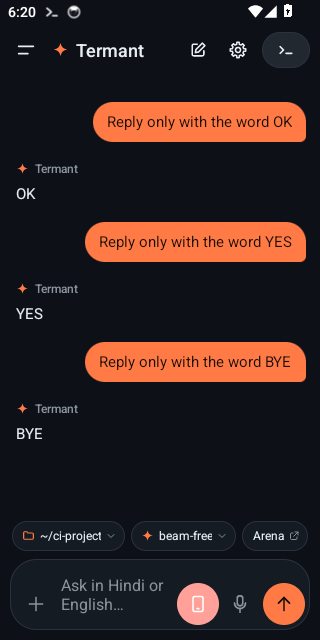 6:20
Termant
Reply only with the word OK
Termant
OK
Reply only with the word YES
Termant
YES
Reply only with the word BYE
Termant
BYE
~/ci-project
beam-free
Arena
Ask in Hindi or
English...